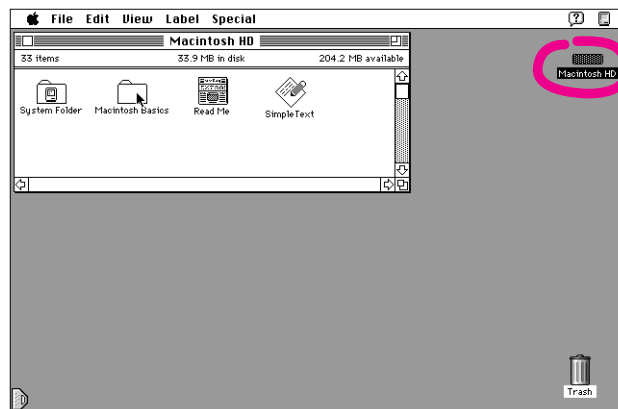 File Edit View Label Special
Macintosh HD
33 items 33.9 MB in disk 204.2 MB available
System Folder Macintosh Basics Read Me SimpleText
Macintosh HD
Trash